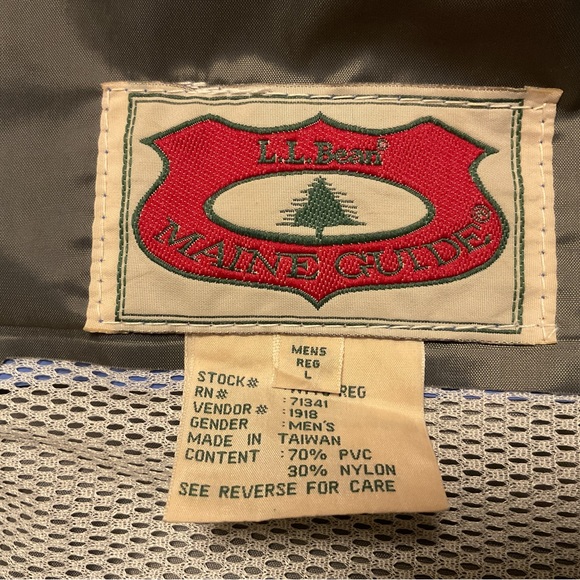 L.L.Bean®
MAINE GUIDE®
MENS
REG
L
STOCK# REG
RN# :71341
VENDOR# :1918
GENDER :MEN'S
MADE IN TAIWAN
CONTENT :70% PVC
30% NYLON
SEE REVERSE FOR CARE